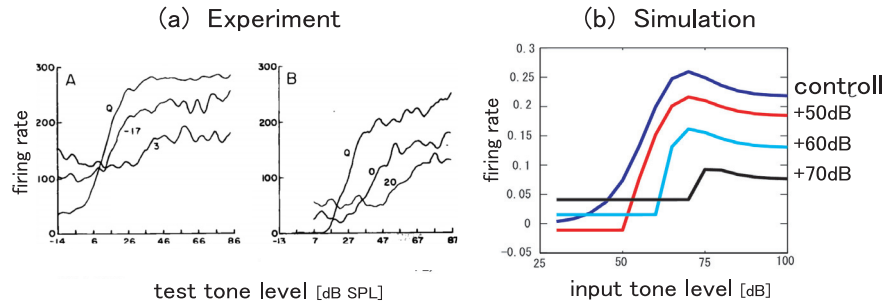 (a) Experiment
(b) Simulation
A
B
firing rate
300
200
100
0
-14
6
26
46
66
86
Q
-17
3
300
200
100
0
-13
7
27
47
67
87
Q
0
20
test tone level [dB SPL]
firing rate
0.3
0.25
0.2
0.15
0.1
0.05
0
-0.05
25
50
75
100
controll
+50dB
+60dB
+70dB
input tone level [dB]